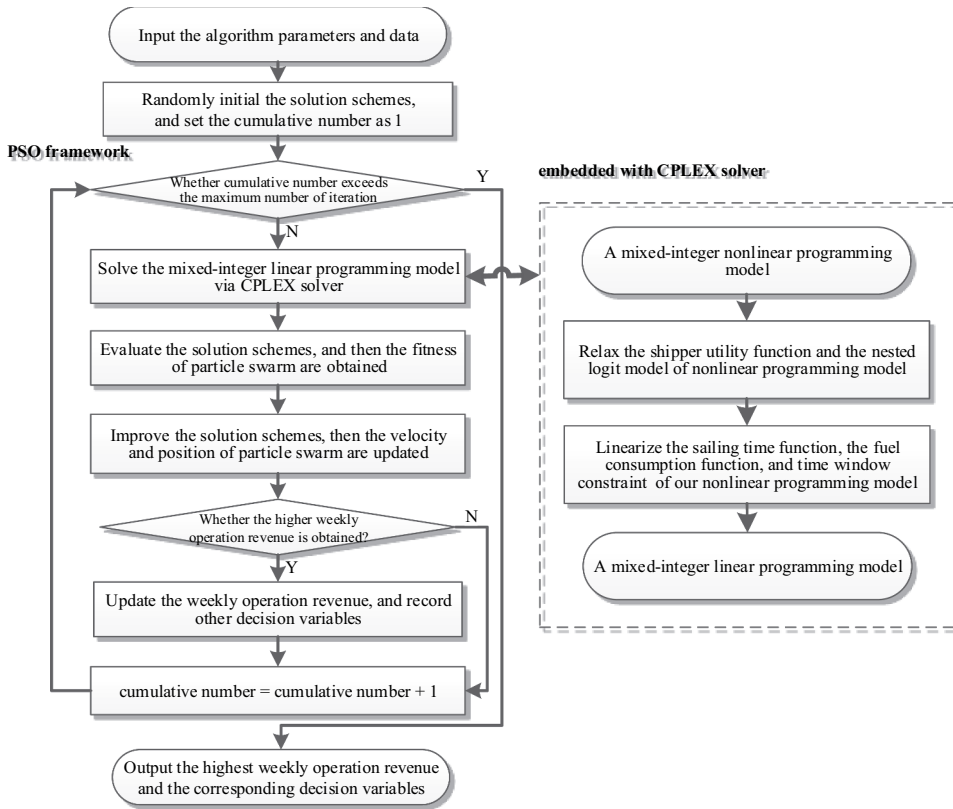 Input the algorithm parameters and data
Randomly initial the solution schemes,
and set the cumulative number as 1
PSO framework
Whether cumulative number exceeds
the maximum number of iteration
Y
N
Solve the mixed-integer linear programming model
via CPLEX solver
Evaluate the solution schemes, and then the fitness
of particle swarm are obtained
Improve the solution schemes, then the velocity
and position of particle swarm are updated
Whether the higher weekly
operation revenue is obtained?
N
Y
Update the weekly operation revenue, and record
other decision variables
cumulative number = cumulative number + 1
Output the highest weekly operation revenue
and the corresponding decision variables
embedded with CPLEX solver
A mixed-integer nonlinear programming
model
Relax the shipper utility function and the nested
logit model of nonlinear programming model
Linearize the sailing time function, the fuel
consumption function, and time window
constraint of our nonlinear programming model
A mixed-integer linear programming model